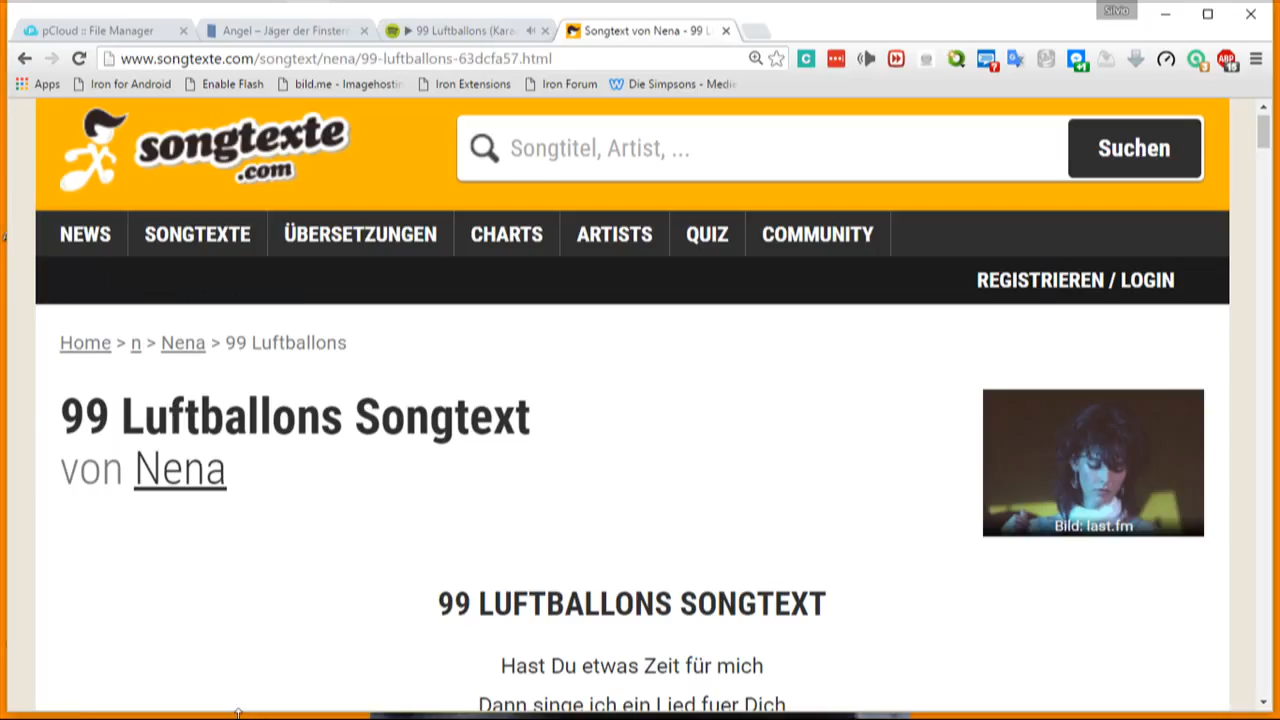 Silvio
pCloud :: File Manager
Angel – Jäger der Finstern
99 Luftballons (Kara
Songtext von Nena - 99 L
www.songtexte.com/songtext/nena/99-luftballons-63dcfa57.html
Apps
Iron for Android
Enable Flash
bild.me - Imagehostin
Iron Extensions
Iron Forum
Die Simpsons - Medie
songtexte
.com
Songtitel, Artist, ...
Suchen
NEWS
SONGTEXTE
ÜBERSETZUNGEN
CHARTS
ARTISTS
QUIZ
COMMUNITY
REGISTRIEREN / LOGIN
Home > n > Nena > 99 Luftballons
99 Luftballons Songtext
von Nena
Bild: last.fm
99 LUFTBALLONS SONGTEXT
Hast Du etwas Zeit für mich
Dann singe ich ein Lied fuer Dich